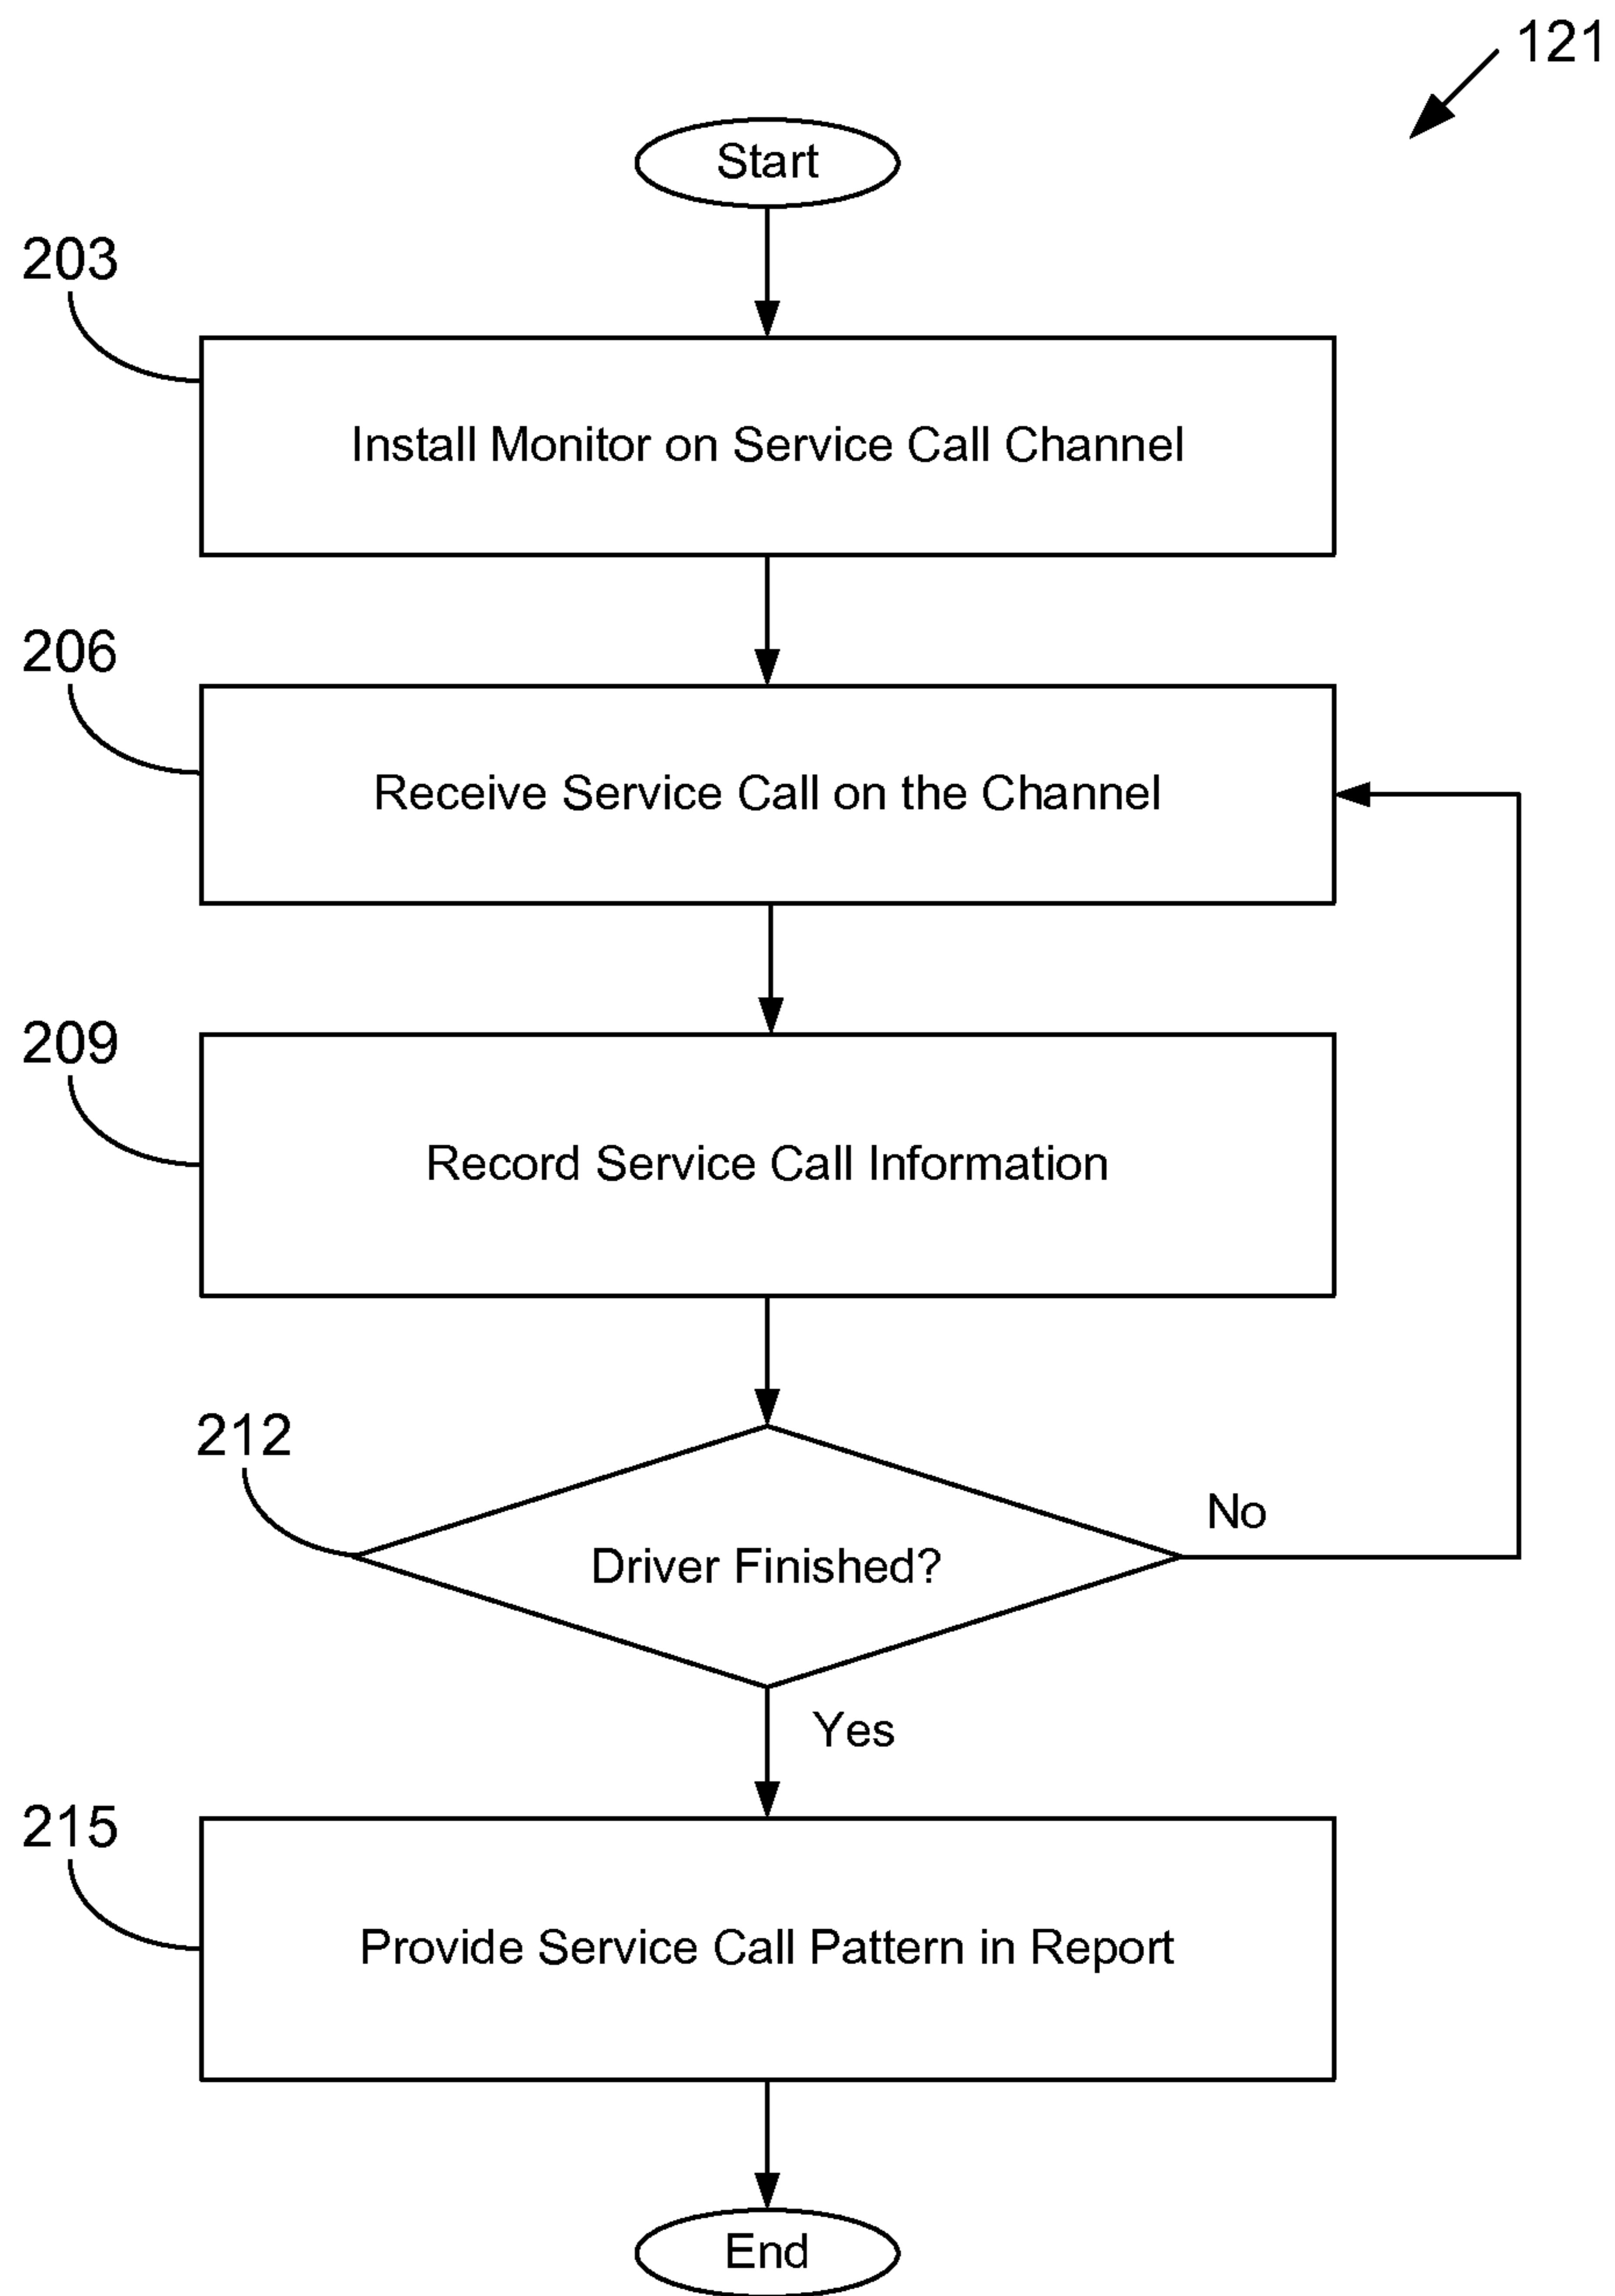 121
Start
203
Install Monitor on Service Call Channel
206
Receive Service Call on the Channel
209
Record Service Call Information
212
No
Driver Finished?
Yes
215
Provide Service Call Pattern in Report
End